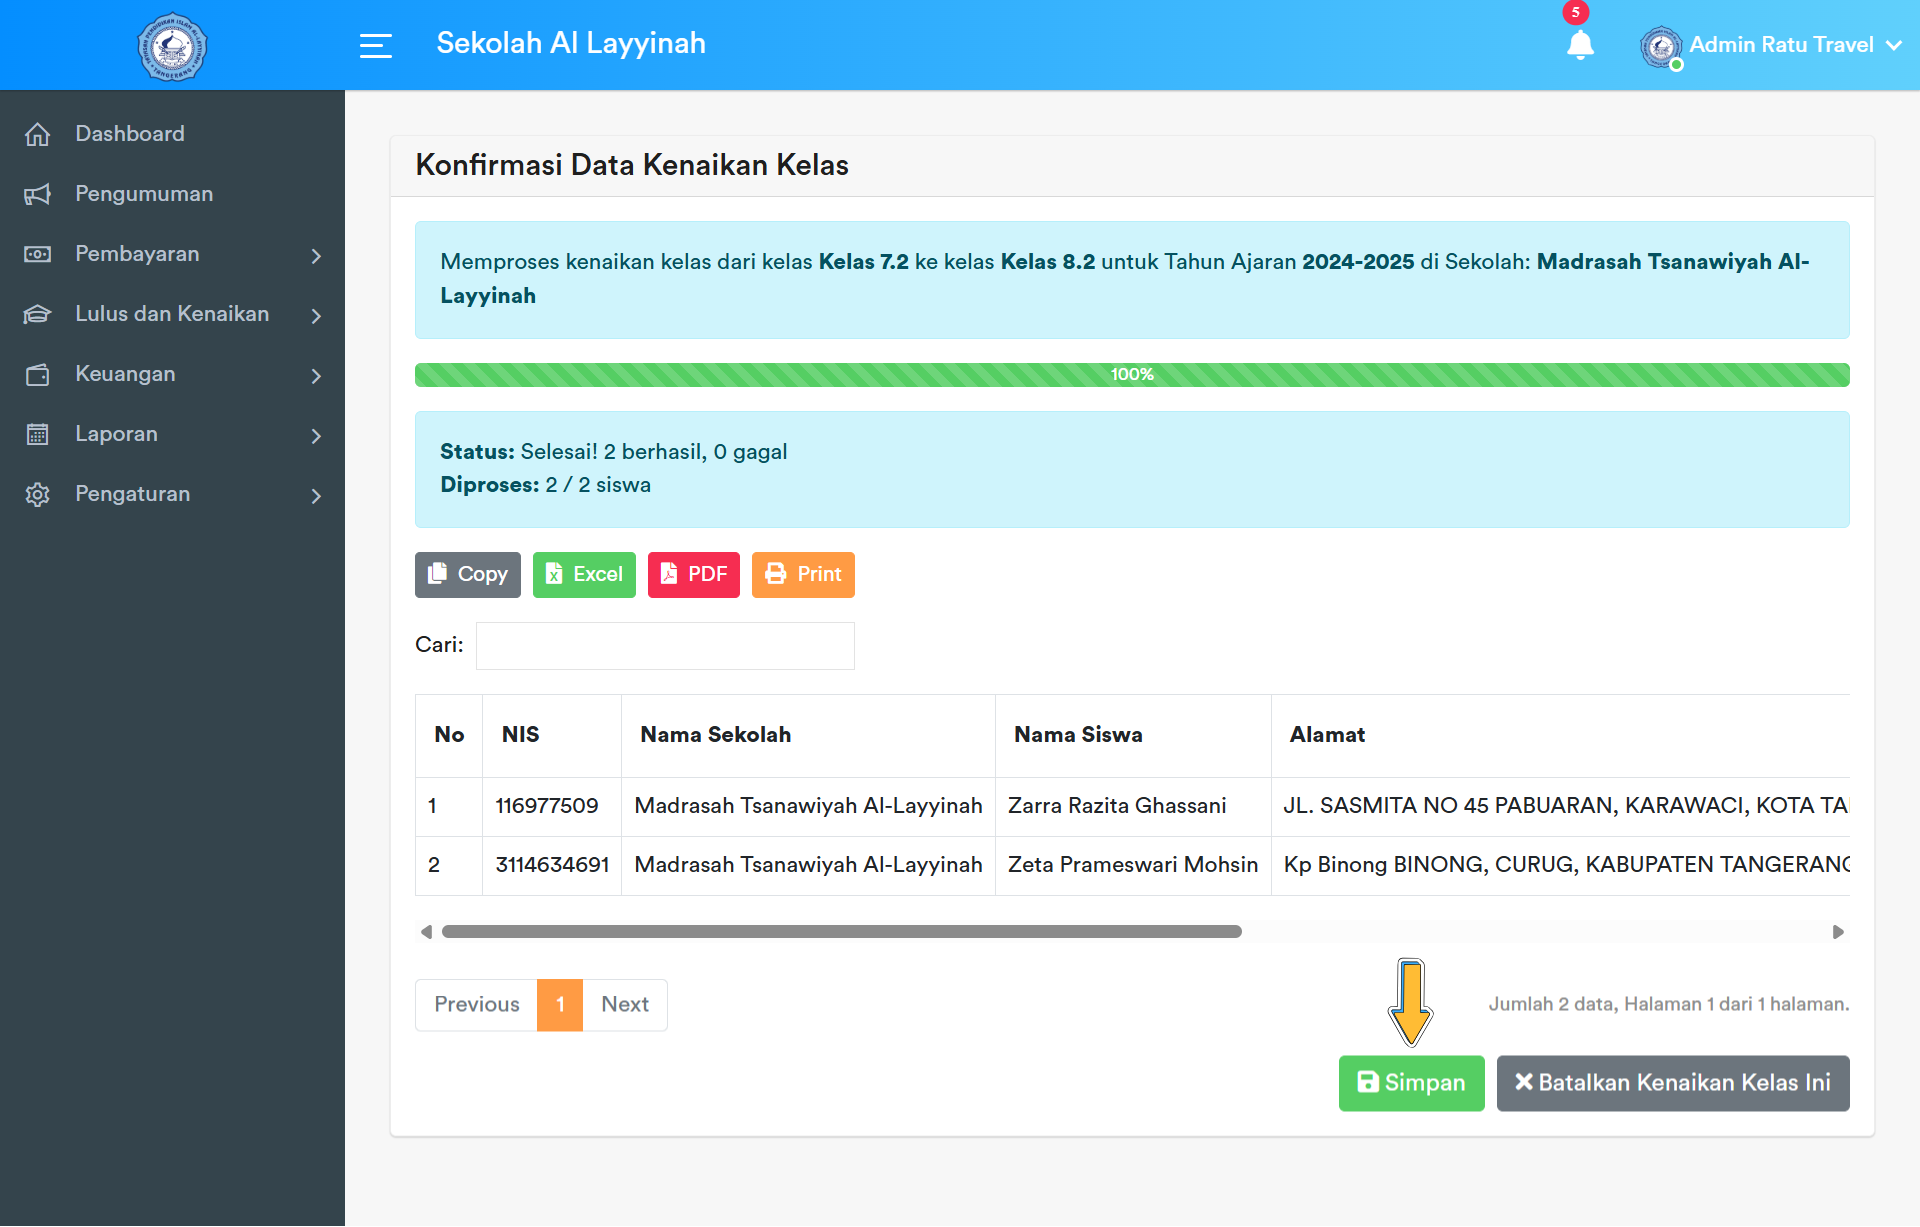 Sekolah Al Layyinah
5
Admin Ratu Travel
Dashboard
Pengumuman
Pembayaran
Lulus dan Kenaikan
Keuangan
Laporan
Pengaturan
Konfirmasi Data Kenaikan Kelas
Memproses kenaikan kelas dari kelas Kelas 7.2 ke kelas Kelas 8.2 untuk Tahun Ajaran 2024-2025 di Sekolah: Madrasah Tsanawiyah Al-
Layyinah
100%
Status: Selesai! 2 berhasil, 0 gagal
Diproses: 2 / 2 siswa
Copy Excel PDF Print
Cari:
No NIS Nama Sekolah Nama Siswa Alamat
1 116977509 Madrasah Tsanawiyah Al-Layyinah Zarra Razita Ghassani JL. SASMITA NO 45 PABUARAN, KARAWACI, KOTA TA
2 3114634691 Madrasah Tsanawiyah Al-Layyinah Zeta Prameswari Mohsin Kp Binong BINONG, CURUG, KABUPATEN TANGERANG
Previous 1 Next
Jumlah 2 data, Halaman 1 dari 1 halaman.
Simpan
Batalkan Kenaikan Kelas Ini